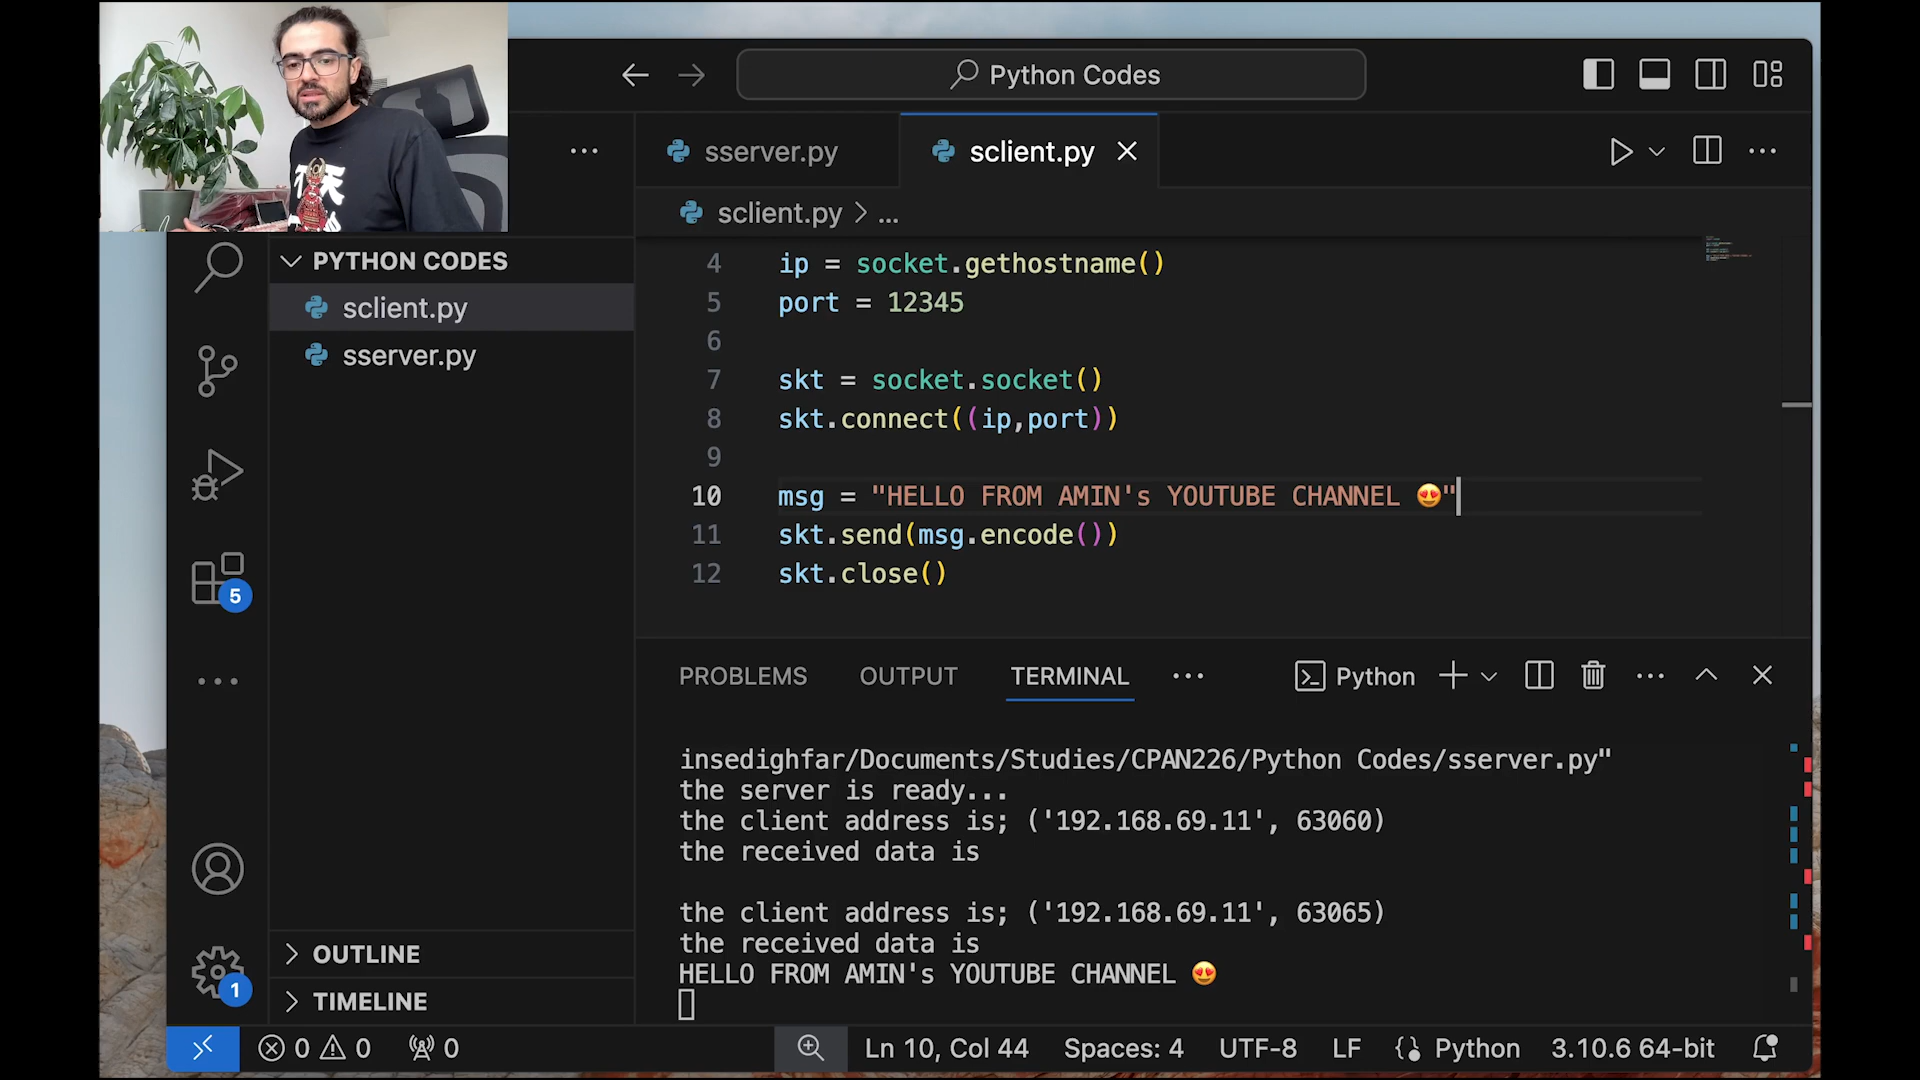 Python Codes
sserver.py
sclient.py
sclient.py > ...
PYTHON CODES
sclient.py
sserver.py
4 ip = socket.gethostname()
5 port = 12345
6
7 skt = socket.socket()
8 skt.connect((ip,port))
9
10 msg = "HELLO FROM AMIN's YOUTUBE CHANNEL 😍"
11 skt.send(msg.encode())
12 skt.close()
5
PROBLEMS OUTPUT TERMINAL ... Python
insedighfar/Documents/Studies/CPAN226/Python Codes/sserver.py"
the server is ready...
the client address is; ('192.168.69.11', 63060)
the received data is
the client address is; ('192.168.69.11', 63065)
the received data is
HELLO FROM AMIN's YOUTUBE CHANNEL 😍
OUTLINE
1
TIMELINE
0 0 0 Ln 10, Col 44 Spaces: 4 UTF-8 LF Python 3.10.6 64-bit